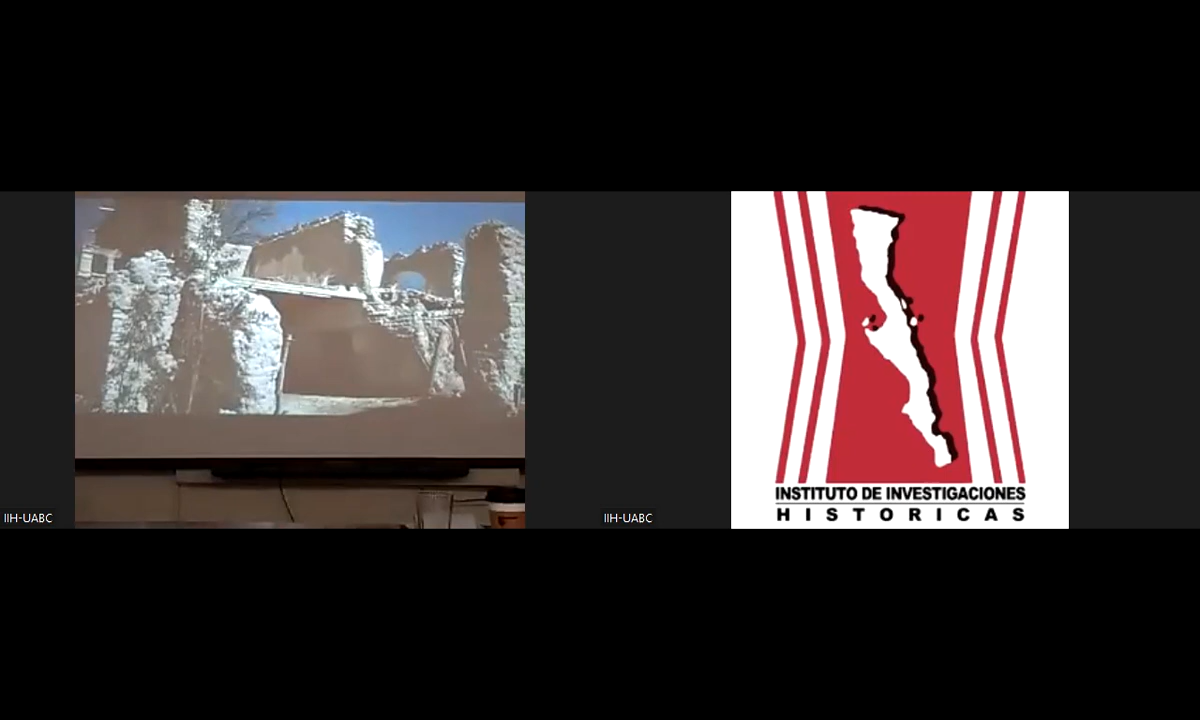 INSTITUTO DE INVESTIGACIONES
HISTORICAS
IIH-UABC
IIH-UABC